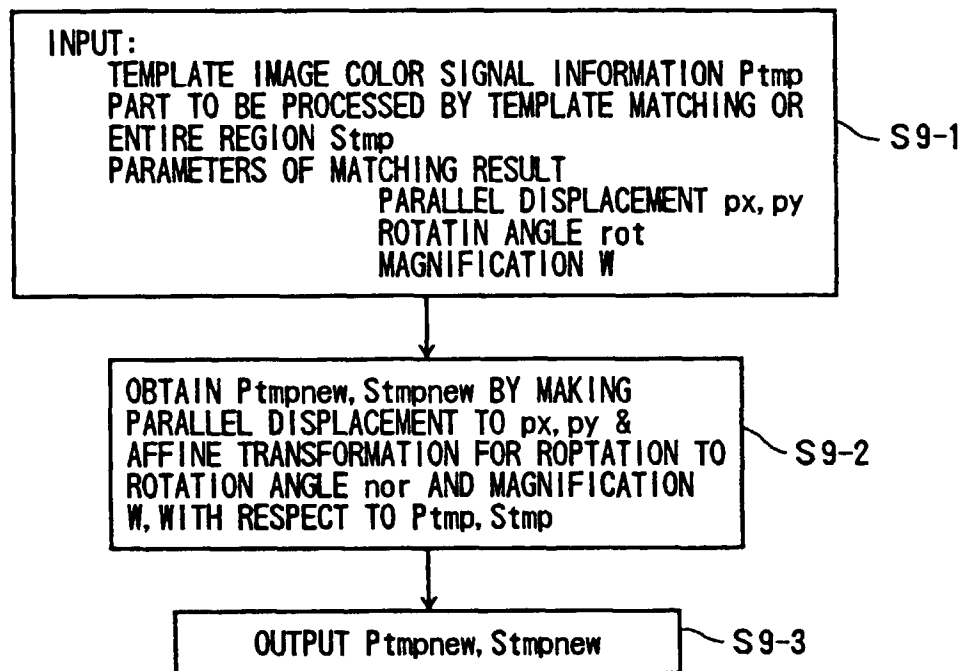 INPUT:
TEMPLATE IMAGE COLOR SIGNAL INFORMATION Ptmp
PART TO BE PROCESSED BY TEMPLATE MATCHING OR
ENTIRE REGION Stmp
PARAMETERS OF MATCHING RESULT
PARALLEL DISPLACEMENT px, py
ROTATIN ANGLE rot
MAGNIFICATION W
S9-1
OBTAIN Ptmpnew, Stmpnew BY MAKING
PARALLEL DISPLACEMENT TO px, py &
AFFINE TRANSFORMATION FOR ROPTATION TO
ROTATION ANGLE nor AND MAGNIFICATION
W, WITH RESPECT TO Ptmp, Stmp
S9-2
OUTPUT Ptmpnew, Stmpnew
S9-3